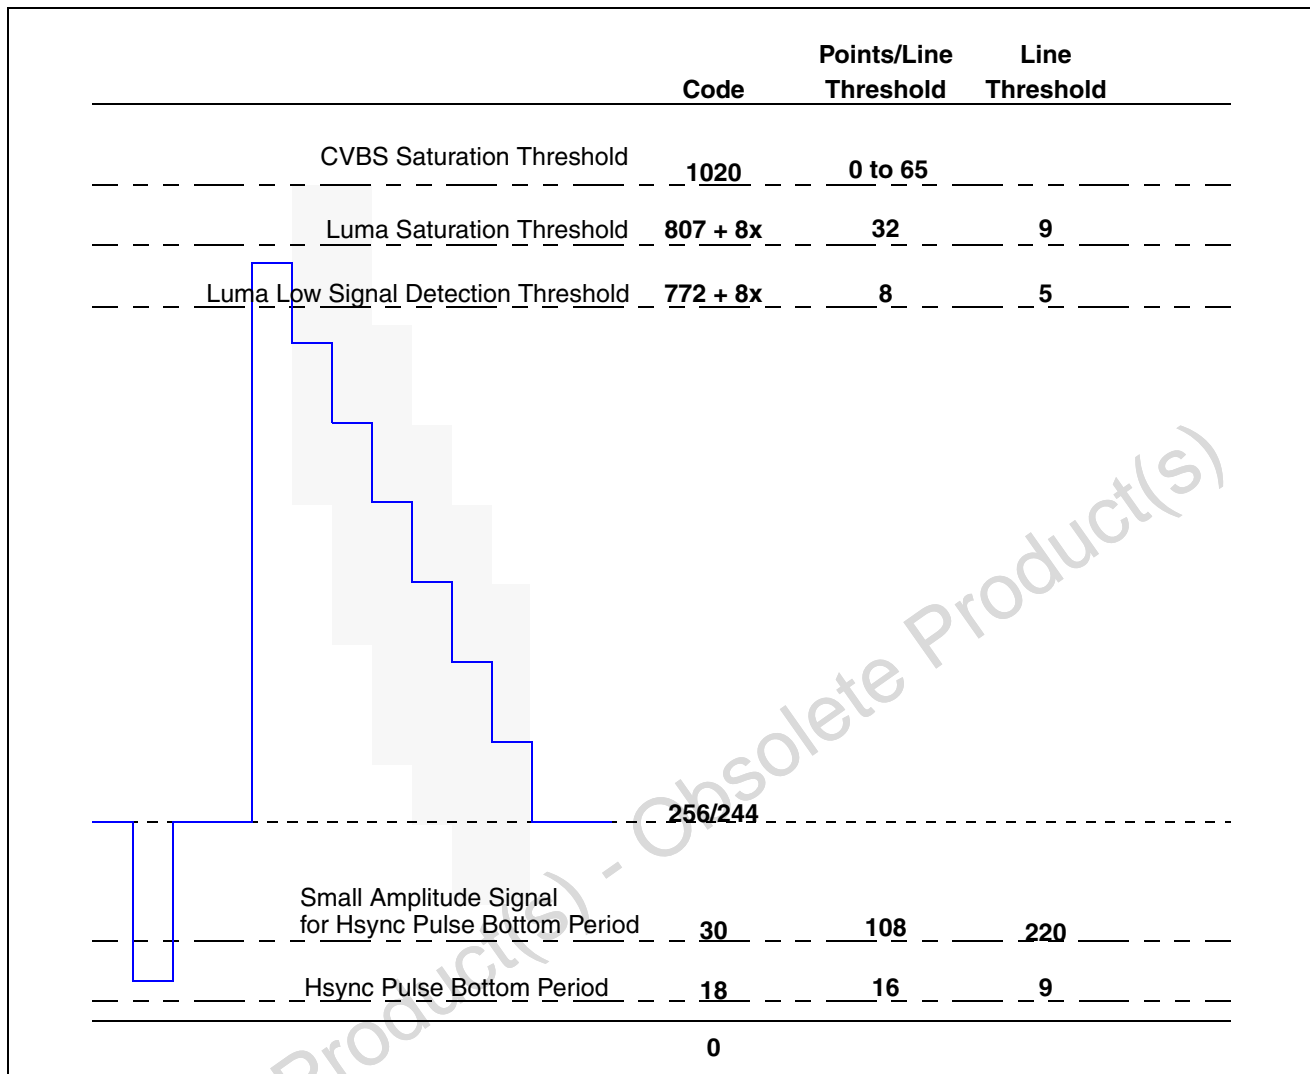 Points/Line Line
Code Threshold Threshold
CVBS Saturation Threshold 1020 0 to 65
Luma Saturation Threshold 807 + 8x 32 9
Luma Low Signal Detection Threshold 772 + 8x 8 5
256/244
Small Amplitude Signal
for Hsync Pulse Bottom Period 30 108 220
Hsync Pulse Bottom Period 18 16 9
0
Product(s) - Obsolete Product(s)